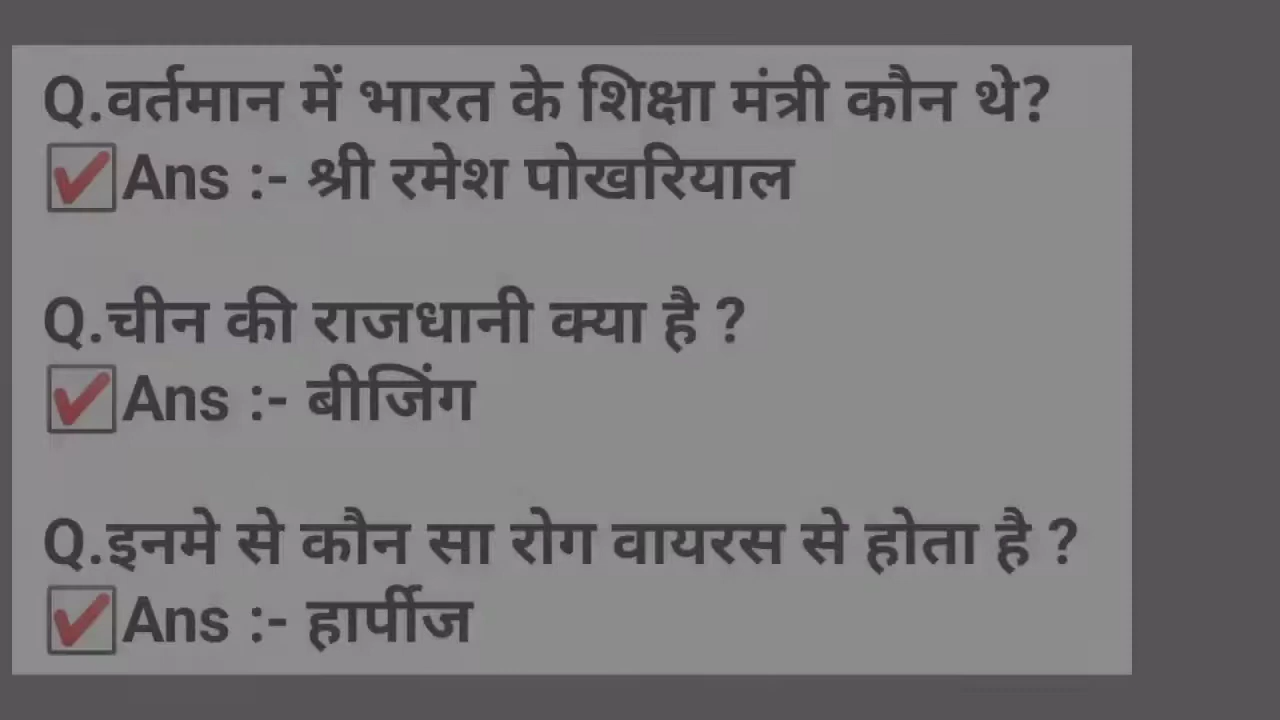 Q.वर्तमान में भारत के शिक्षा मंत्री कौन थे?
✔Ans :- श्री रमेश पोखरियाल
Q.चीन की राजधानी क्या है ?
✔Ans :- बीजिंग
Q.इनमे से कौन सा रोग वायरस से होता है ?
✔Ans :- हार्पीज